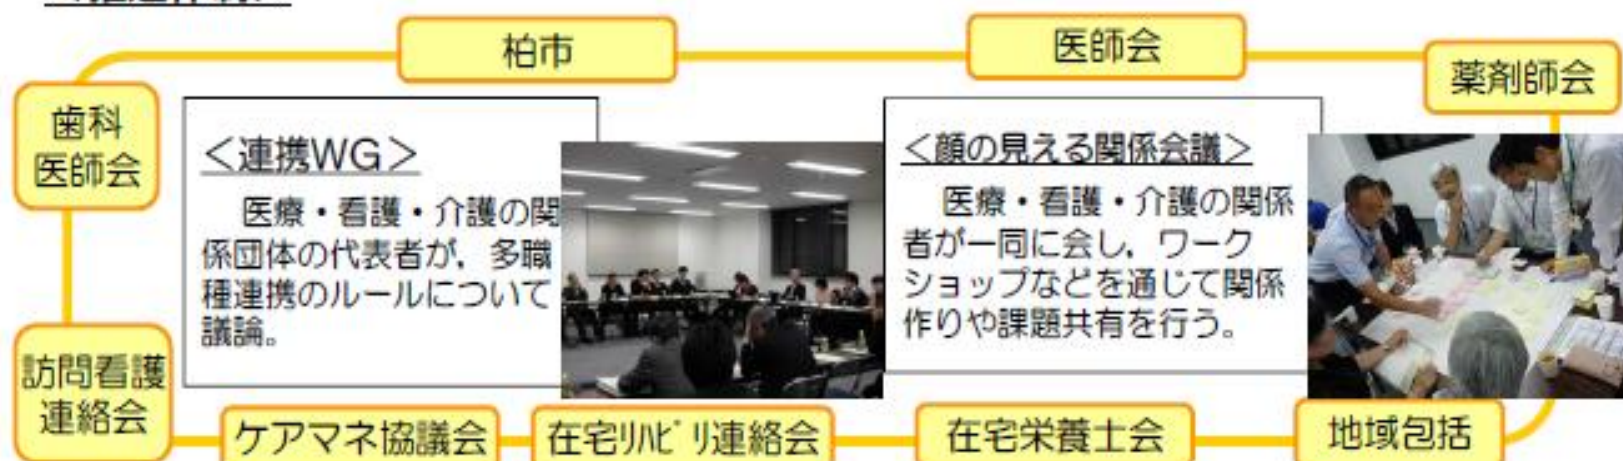 柏市
医師会
薬剤師会
歯科
医師会
＜連携WG＞
医療・看護・介護の関
係団体の代表者が，多職
種連携のルールについて
議論。
＜顔の見える関係会議＞
医療・看護・介護の関係
者が一同に会し，ワーク
ショップなどを通じて関係
作りや課題共有を行う。
訪問看護
連絡会
ケアマネ協議会
在宅ﾘﾊﾋﾞﾘ連絡会
在宅栄養士会
地域包括